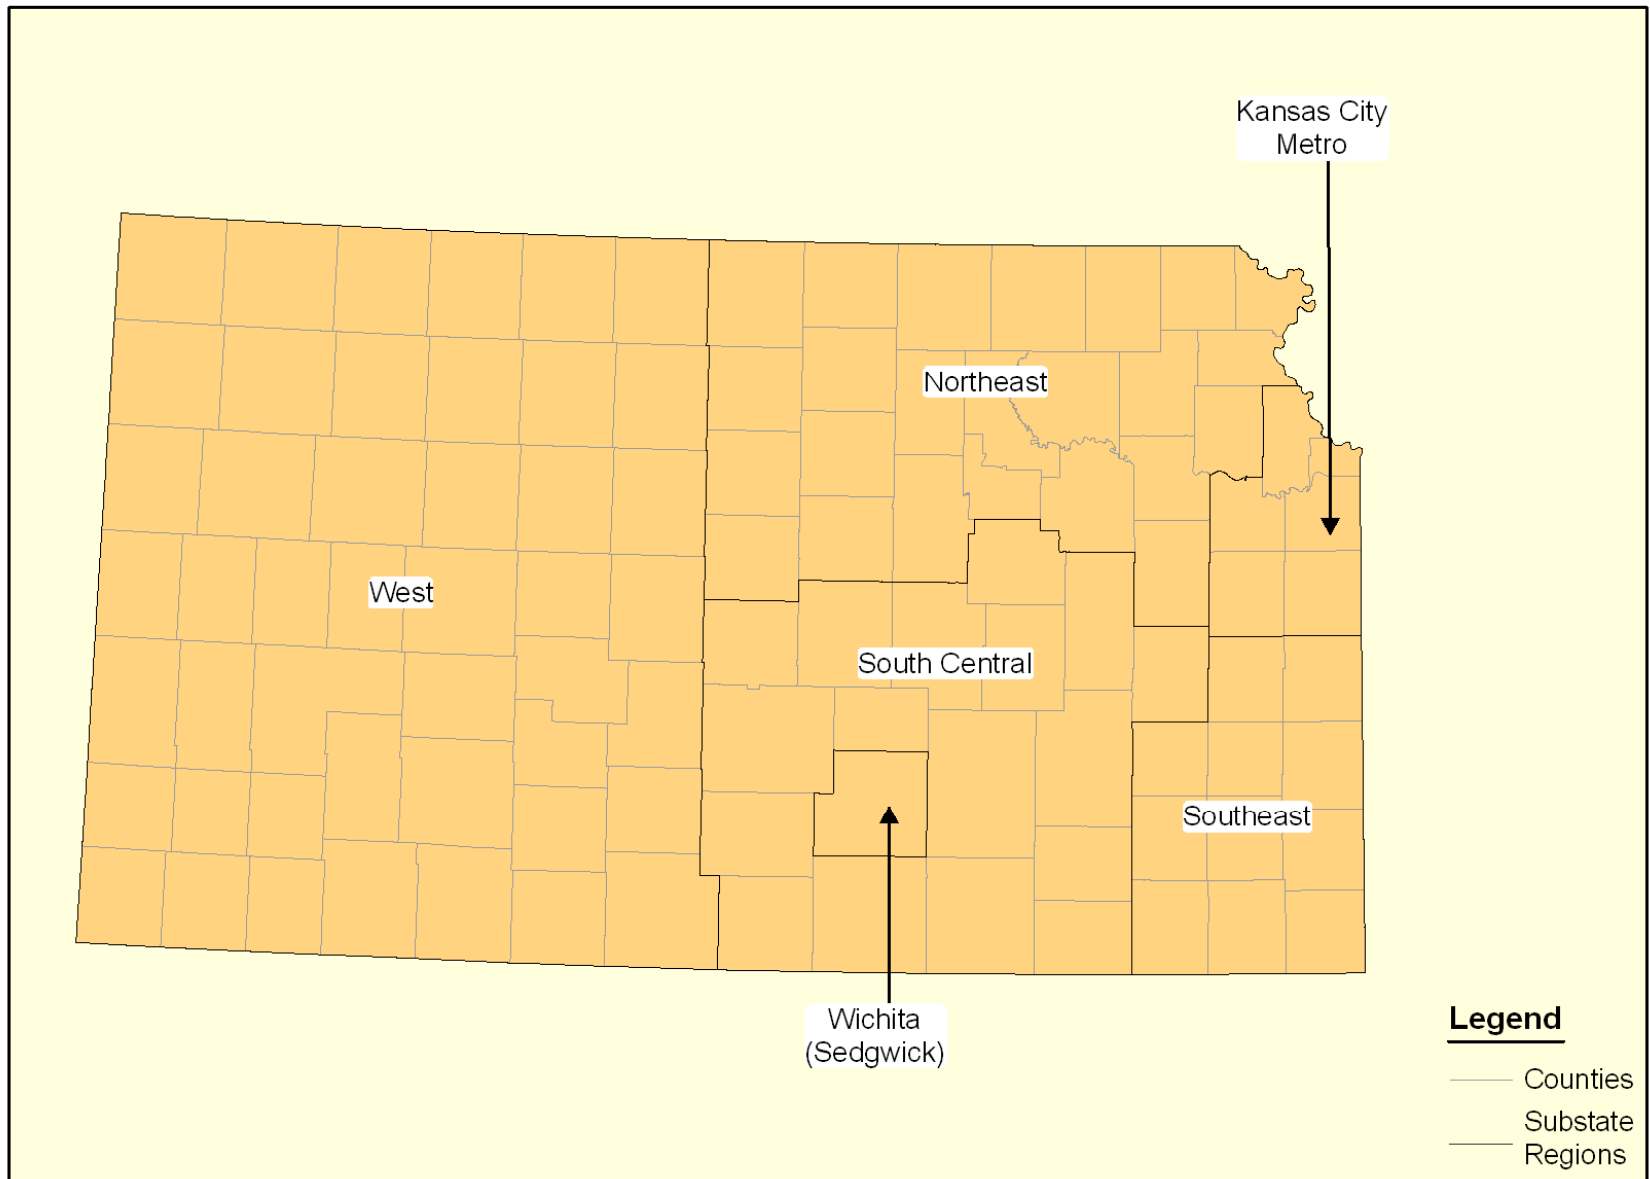 Kansas City
Metro
Northeast
West
South Central
Southeast
Wichita
(Sedgwick)
Legend
Counties
Substate
Regions